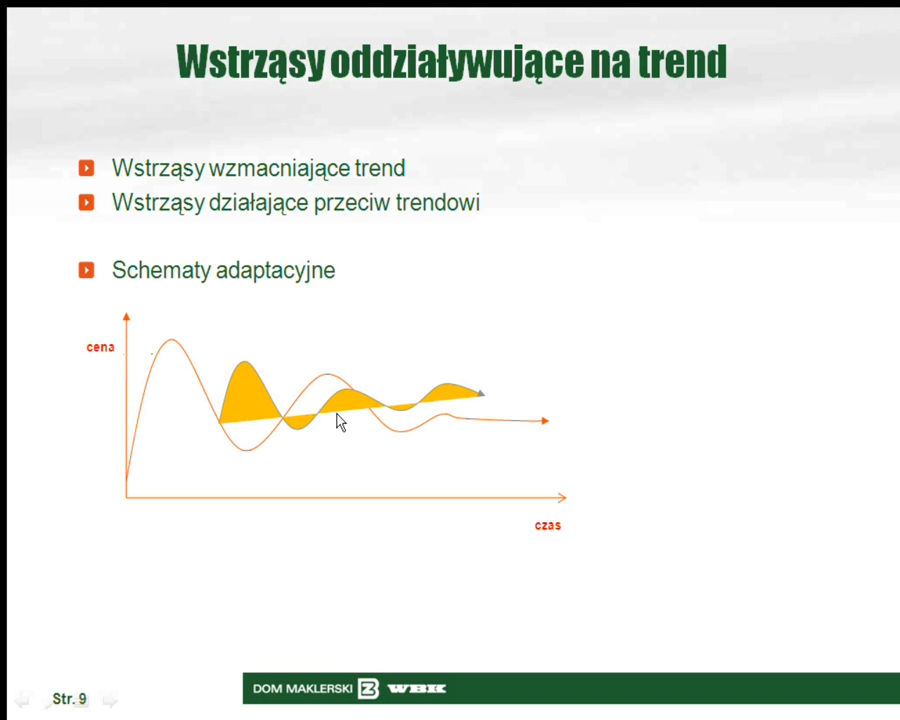 Wstrząsy oddziaływujące na trend
Wstrząsy wzmacniające trend
Wstrząsy działające przeciw trendowi
Schematy adaptacyjne
cena
czas
Str. 9
DOM MAKLERSKI WBK